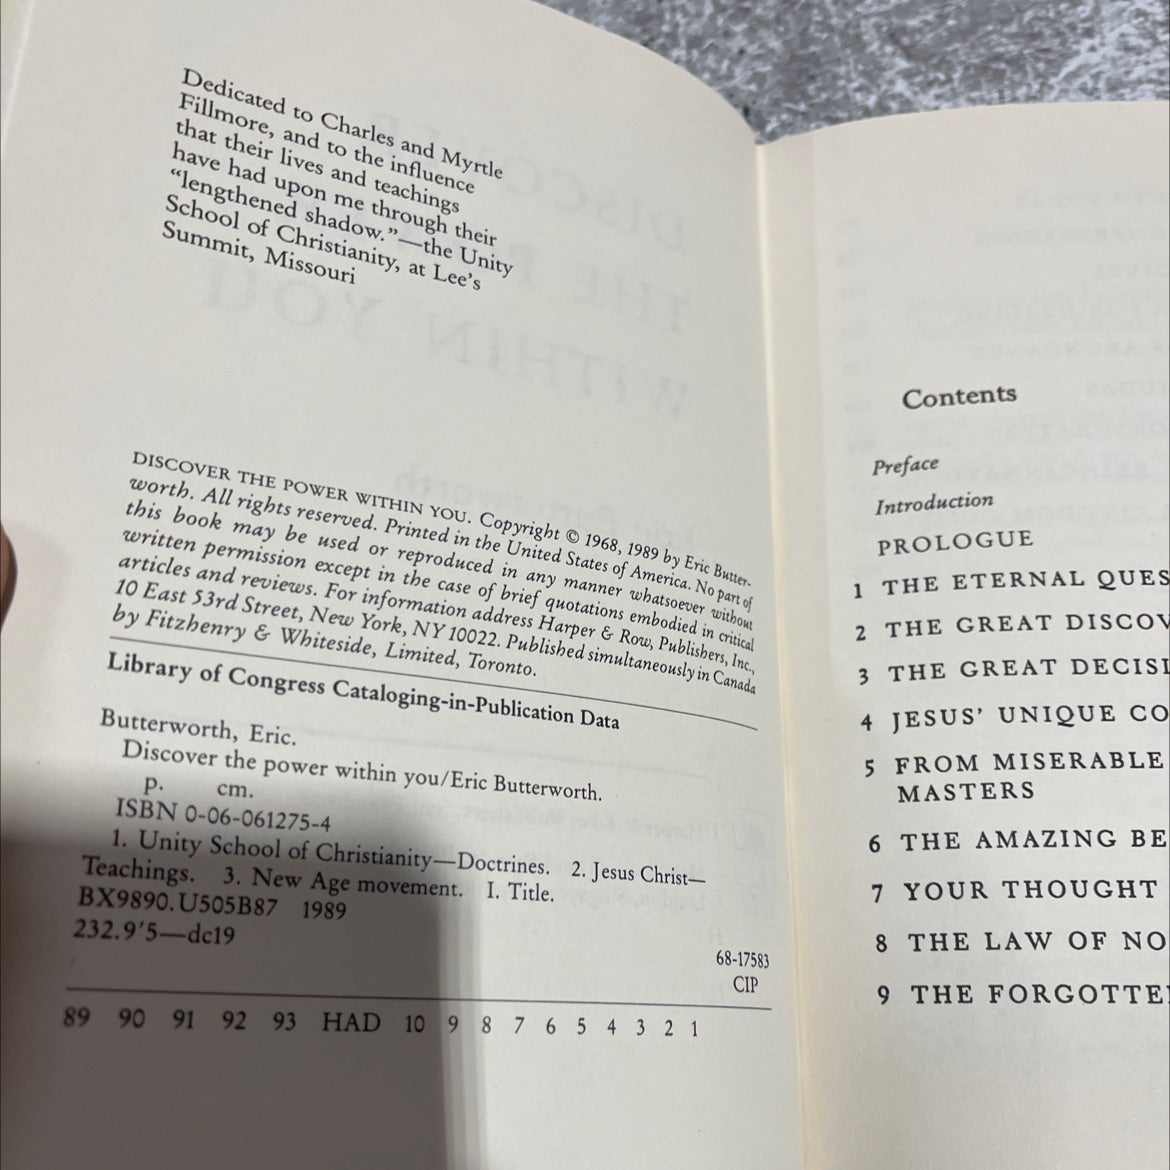 Dedicated to Charles and Myrtle
Fillmore, and to the influence
that their lives and teachings
have had upon me through their
“lengthened shadow.”—the Unity
School of Christianity, at Lee's
Summit, Missouri
DISCOVER THE POWER WITHIN YOU. Copyright © 1968, 1989 by Eric Butter-
worth. All rights reserved. Printed in the United States of America. No part of
this book may be used or reproduced in any manner whatsoever without
written permission except in the case of brief quotations embodied in critical
articles and reviews. For information address Harper & Row, Publishers, Inc.,
10 East 53rd Street, New York, NY 10022. Published simultaneously in Canada
by Fitzhenry & Whiteside, Limited, Toronto.
Library of Congress Cataloging-in-Publication Data
Butterworth, Eric.
Discover the power within you/Eric Butterworth.
p. cm.
ISBN 0-06-061275-4
1. Unity School of Christianity—Doctrines. 2. Jesus Christ—
Teachings. 3. New Age movement. I. Title.
BX9890.U505B87 1989
232.9'5—dc19
68-17583
CIP
89 90 91 92 93 HAD 10 9 8 7 6 5 4 3 2 1
Contents
Preface
Introduction
PROLOGUE
1 THE ETERNAL QUES
2 THE GREAT DISCOV
3 THE GREAT DECISI
4 JESUS' UNIQUE CO
5 FROM MISERABLE
MASTERS
6 THE AMAZING BE
7 YOUR THOUGHT
8 THE LAW OF NO
9 THE FORGOTTE